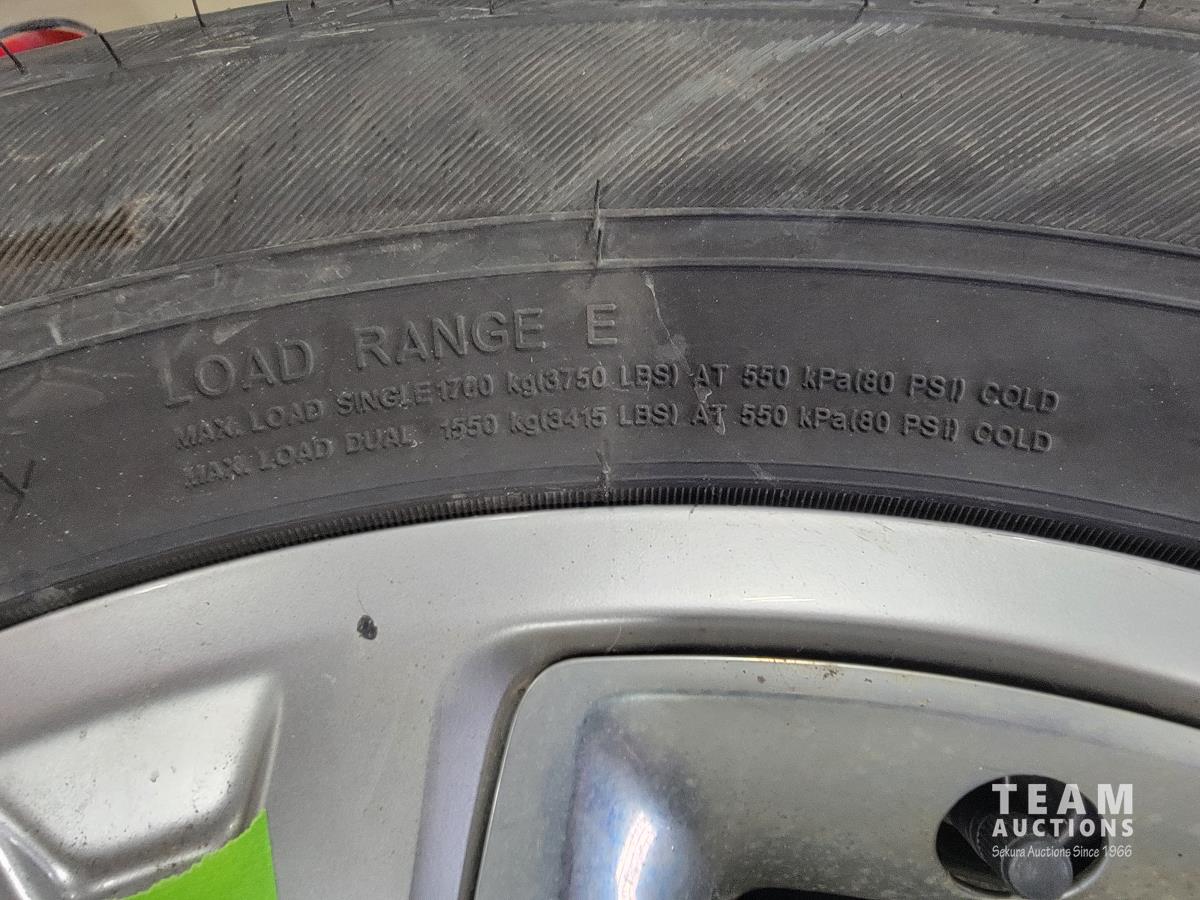 LOAD RANGE E
MAX. LOAD SINGLE 1700 kg(3750 LBS) AT 550 kPa(80 PSI) COLD
MAX. LOAD DUAL 1550 kg(3415 LBS) AT 550 kPa(80 PSI) COLD
TEAM
AUCTIONS
Sekura Auctions Since 1966